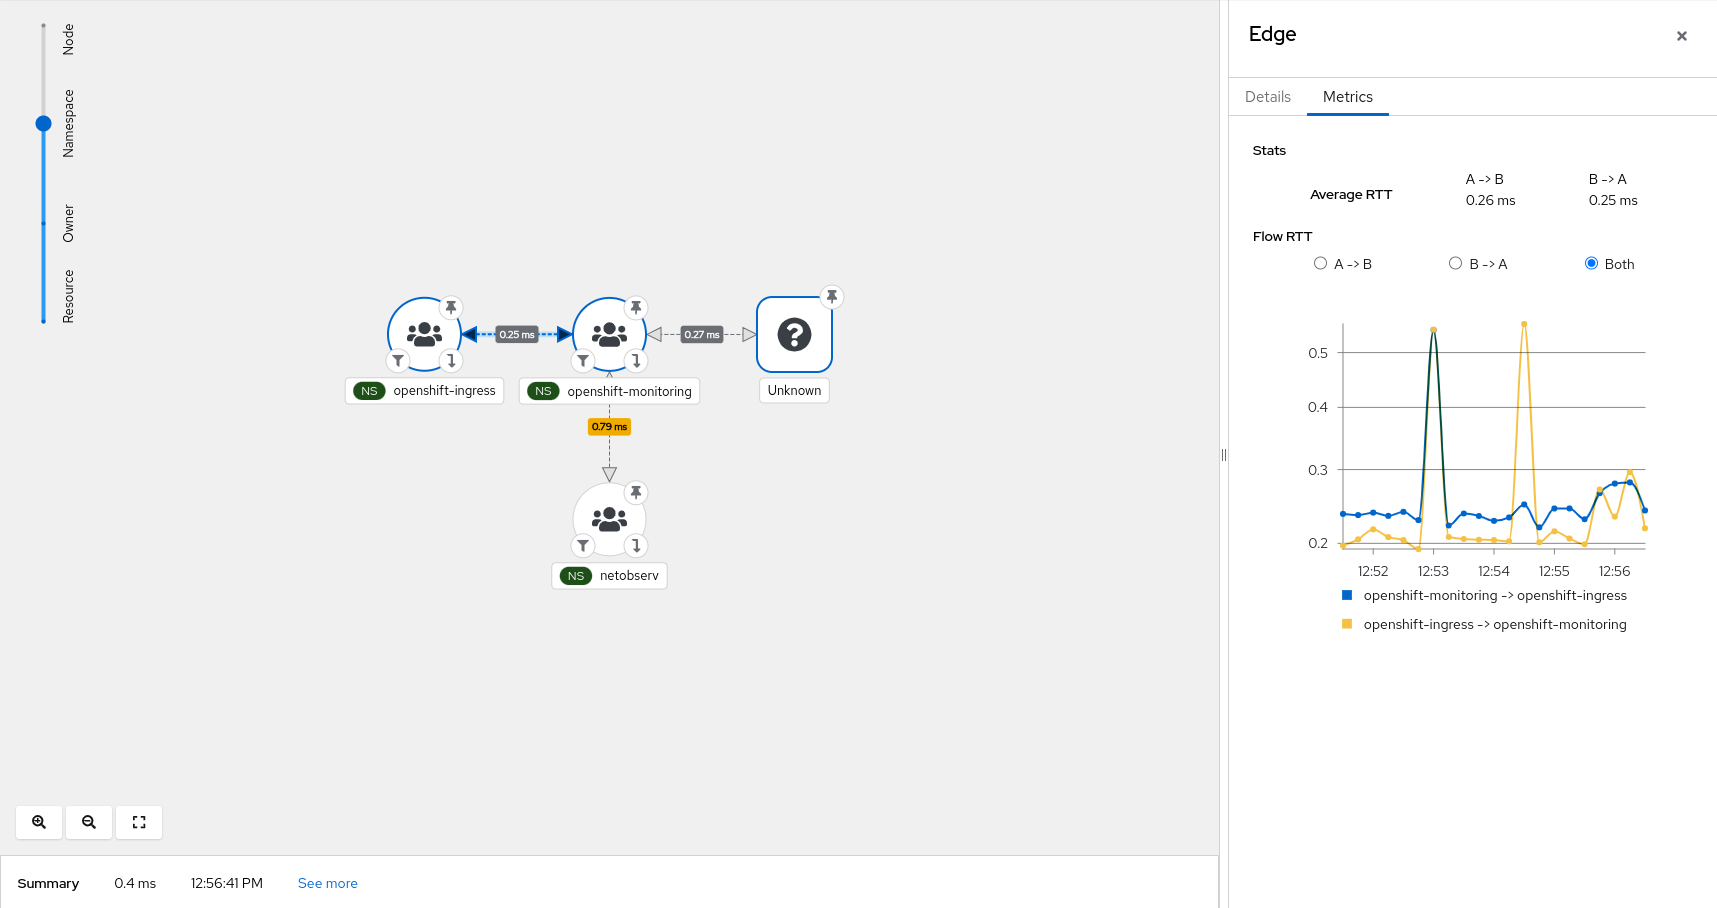 Node
Namespace
Owner
Resource
0.25 ms
0.27 ms
NS openshift-ingress
NS openshift-monitoring
Unknown
0.79 ms
NS netobserv
Summary 0.4 ms 12:56:41 PM See more
Edge
Details Metrics
Stats
A -> B B -> A
Average RTT
0.26 ms 0.25 ms
Flow RTT
A -> B B -> A Both
0.5
0.4
0.3
0.2
12:52 12:53 12:54 12:55 12:56
openshift-monitoring -> openshift-ingress
openshift-ingress -> openshift-monitoring